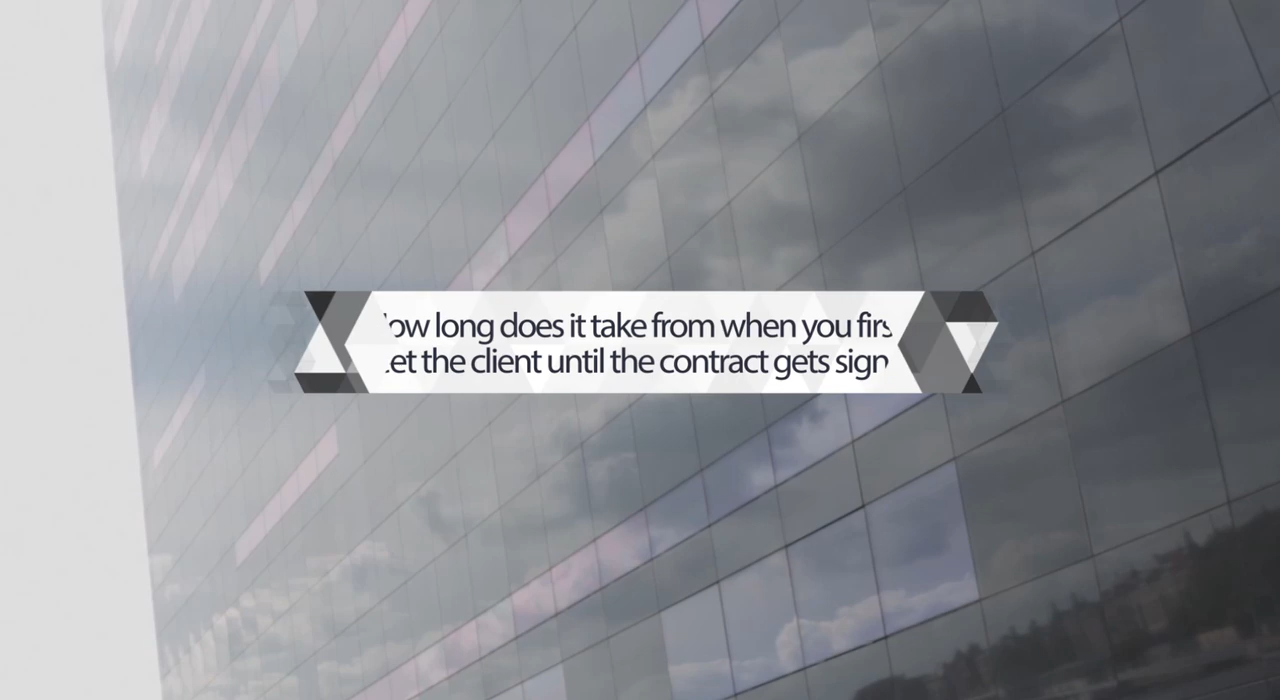 ow long does it take from when you firs
et the client until the contract gets sign